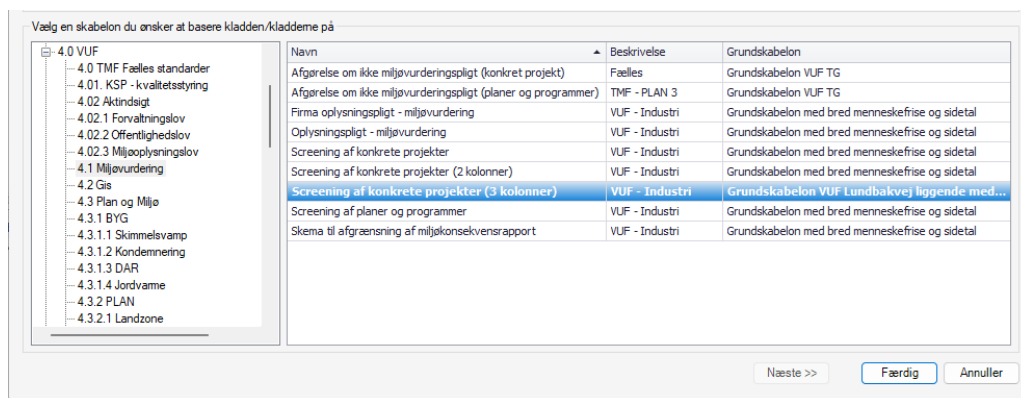 Vælg en skabelon du ønsker at basere kladden/kladderne på
4.0 VUF
4.0 TMF Fælles standarder
4.01. KSP - kvalitetsstyring
4.02 Aktindsigt
4.02.1 Forvaltningslov
4.02.2 Offentlighedslov
4.02.3 Miljøoplysningslov
4.1 Miljøvurdering
4.2 Gis
4.3 Plan og Miljø
4.3.1 BYG
4.3.1.1 Skimmelsvamp
4.3.1.2 Kondemnering
4.3.1.3 DAR
4.3.1.4 Jordvarme
4.3.2 PLAN
4.3.2.1 Landzone
Navn Beskrivelse Grundskabelon
Afgørelse om ikke miljøvurderingspligt (konkret projekt) Fælles Grundskabelon VUF TG
Afgørelse om ikke miljøvurderingspligt (planer og programmer) TMF - PLAN 3 Grundskabelon VUF TG
Firma oplysningspligt - miljøvurdering VUF - Industri Grundskabelon med bred menneskefrise og sidetal
Oplysningspligt - miljøvurdering VUF - Industri Grundskabelon med bred menneskefrise og sidetal
Screening af konkrete projekter VUF - Industri Grundskabelon med bred menneskefrise og sidetal
Screening af konkrete projekter (2 kolonner) VUF - Industri Grundskabelon med bred menneskefrise og sidetal
Screening af konkrete projekter (3 kolonner) VUF - Industri Grundskabelon VUF Lundbakvej liggende med...
Screening af planer og programmer VUF - Industri Grundskabelon med bred menneskefrise og sidetal
Skema til afgrænsning af miljøkonsekvensrapport VUF - Industri Grundskabelon med bred menneskefrise og sidetal
Næste >> Færdig Annuller